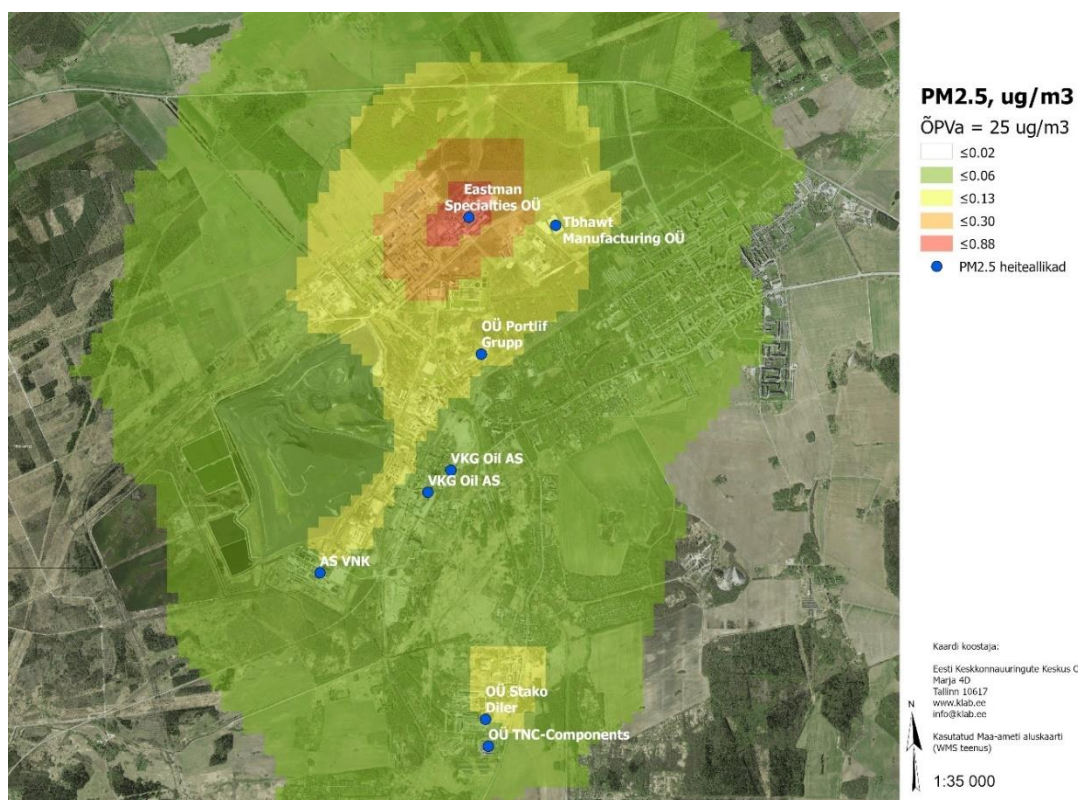 PM2.5, ug/m3
ÕPVa = 25 ug/m3
≤0.02
≤0.06
≤0.13
≤0.30
≤0.88
PM2.5 heiteallikad
Eastman
Specialties OÜ
Tbhawt
Manufacturing OÜ
OÜ Portlif
Grupp
VKG Oil AS
VKG Oil AS
AS VNK
OÜ Stako
Diler
OÜ TNC-Components
Kaardi koostaja:
Eesti Keskkonnauuringute Keskus
Marja 4D
Tallinn 10617
www.klab.ee
info@klab.ee
N
Kasutatud Maa-ameti aluskaarti
(WMS teenus)
1:35 000